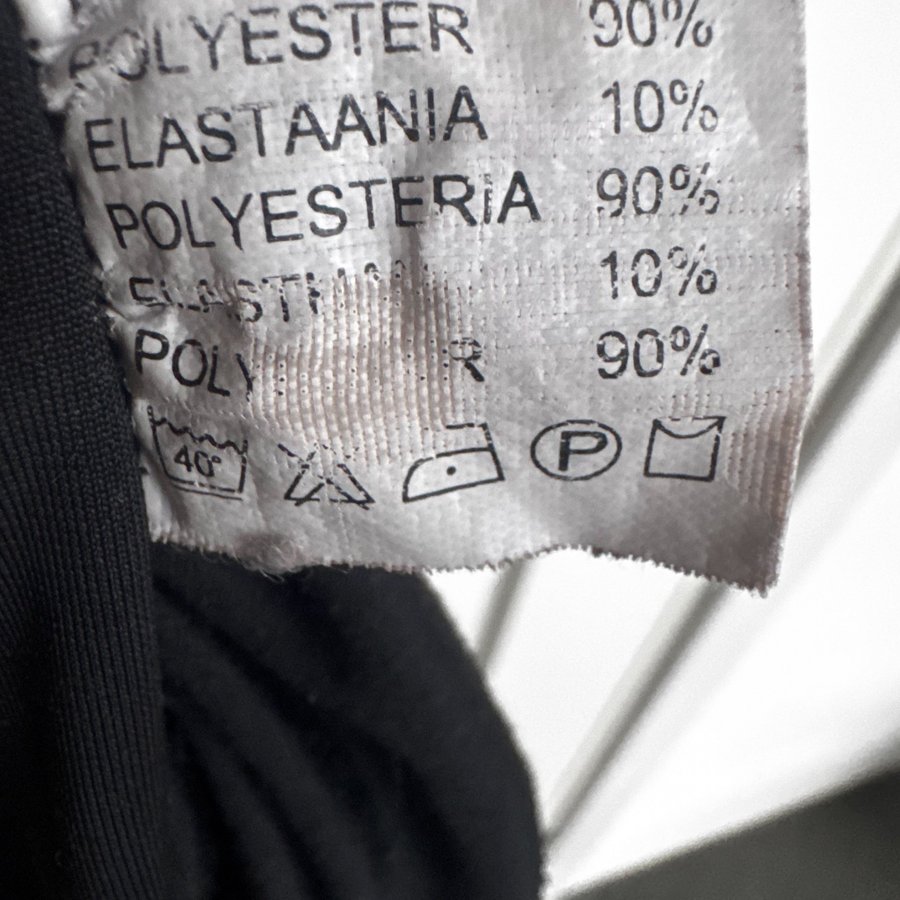 POLYESTER 90%
ELASTAANIA 10%
POLYESTERIA 90%
10%
90%
40°
P